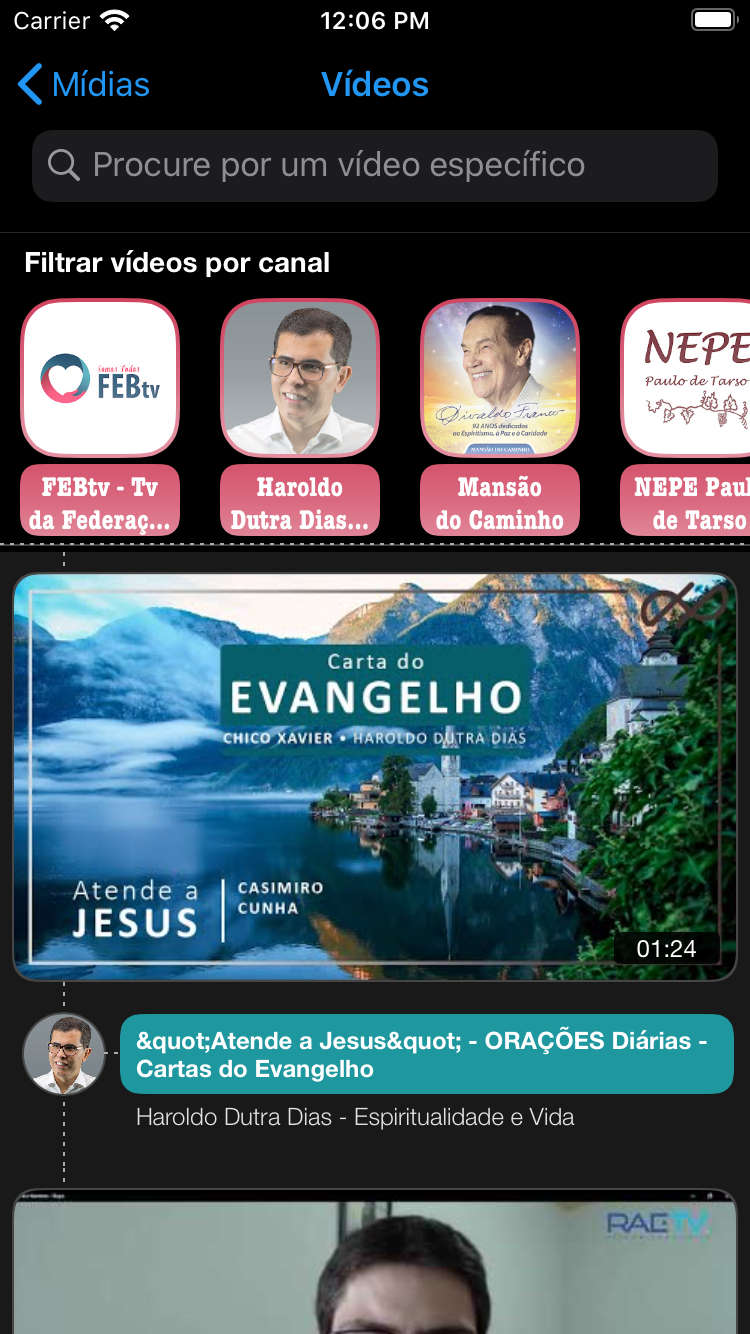 Carrier
12:06 PM
Mídias
Vídeos
Procure por um vídeo específico
Filtrar vídeos por canal
Somos Todos
FEBtv
Divaldo Franco
92 ANOS dedicados
ao Espiritismo, à Paz e à Caridade
MANSÃO DO CAMINHO
NEPE
Paulo de Tarso
FEBtv - Tv
da Federaç...
Haroldo
Dutra Dias...
Mansão
do Caminho
NEPE Paul
de Tarso
Carta do
EVANGELHO
CHICO XAVIER • HAROLDO DUTRA DIAS
Atende a
JESUS
CASIMIRO
CUNHA
01:24
&quot;Atende a Jesus&quot; - ORAÇÕES Diárias -
Cartas do Evangelho
Haroldo Dutra Dias - Espiritualidade e Vida
RAETV